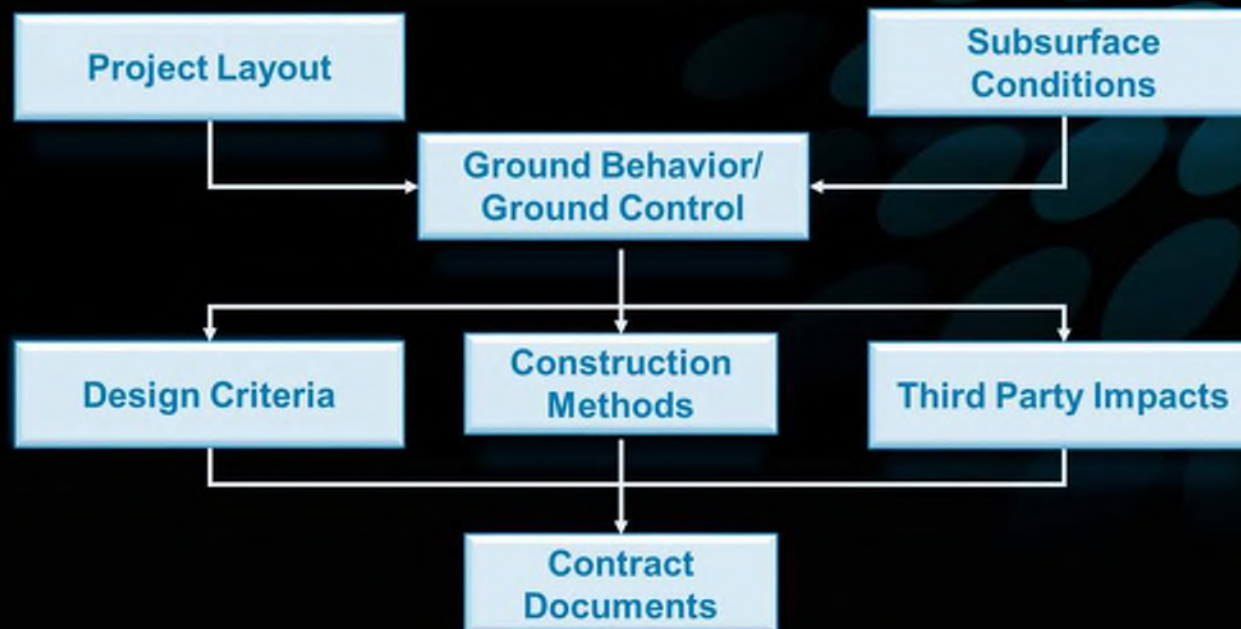 Project Layout
Subsurface
Conditions
Ground Behavior/
Ground Control
Design Criteria
Construction
Methods
Third Party Impacts
Contract
Documents